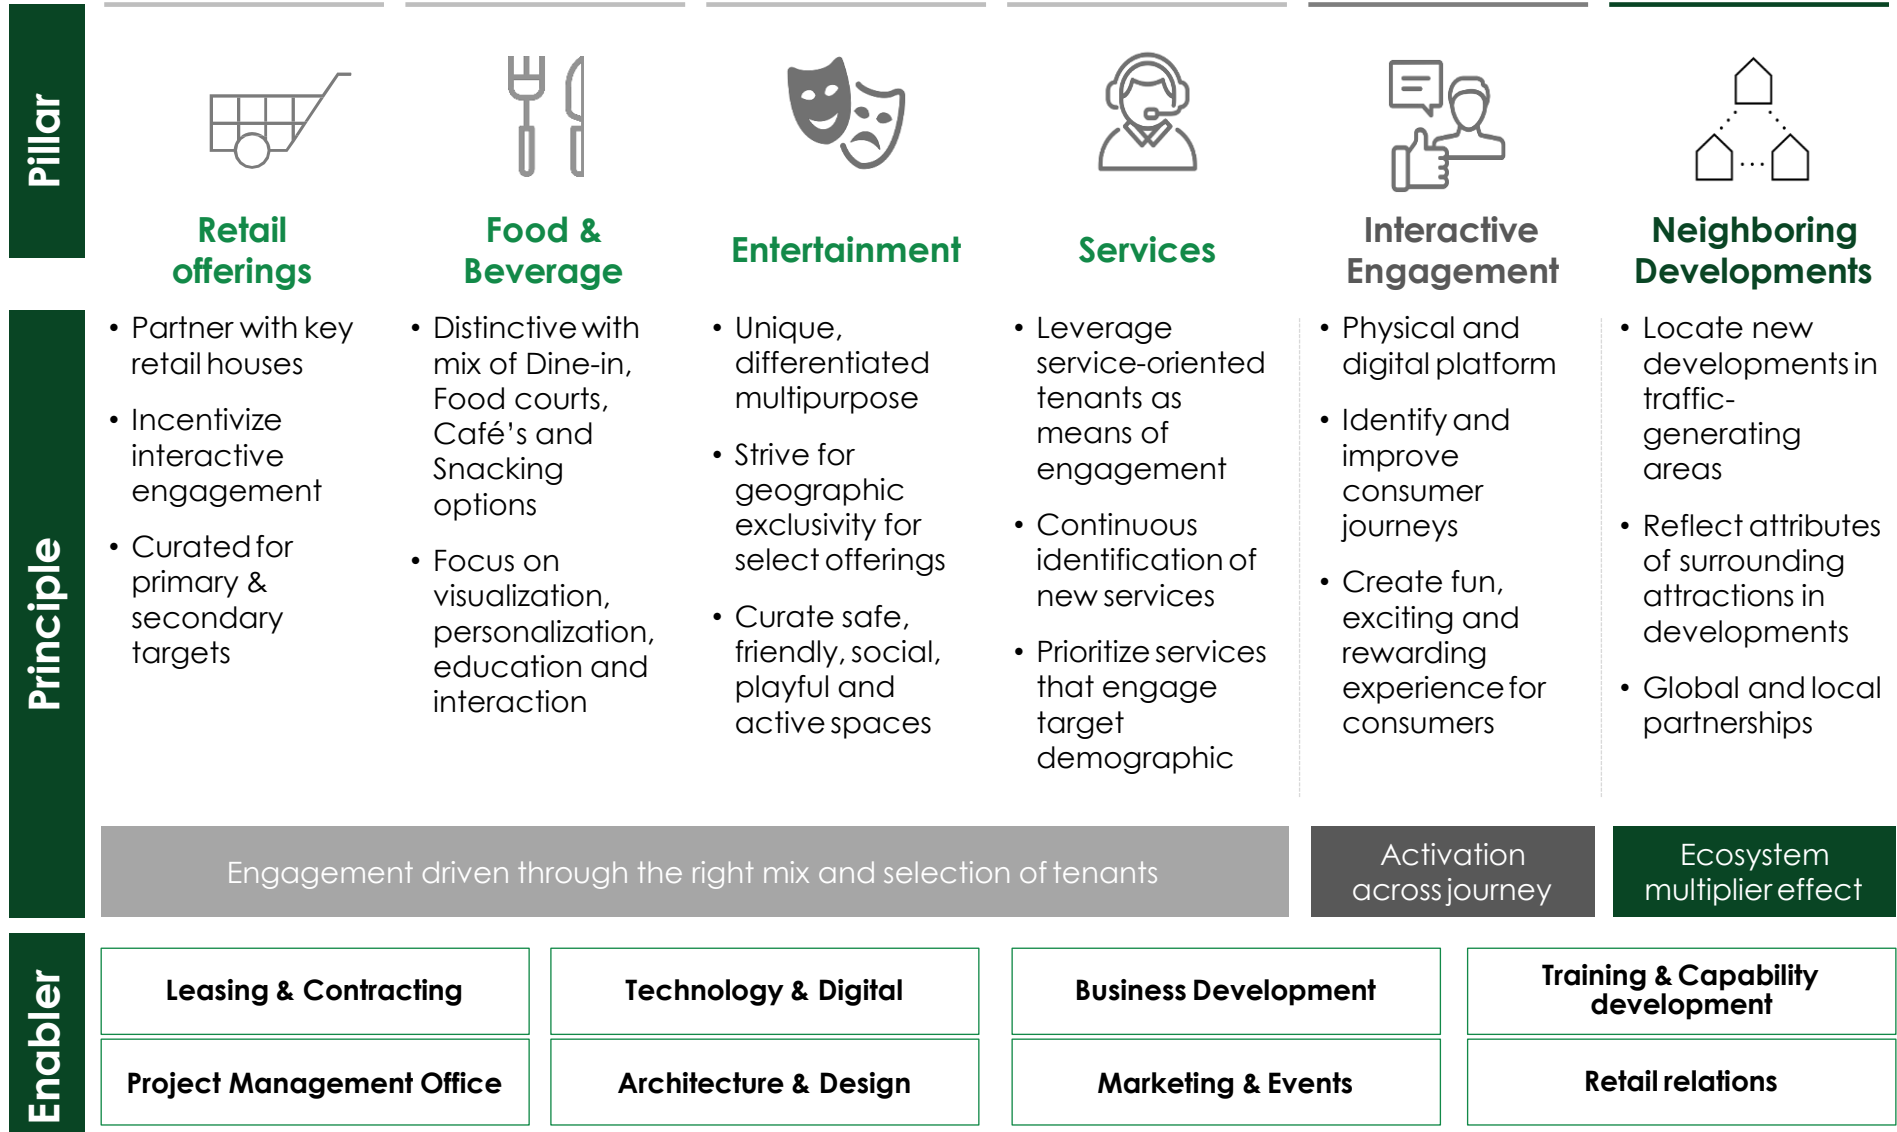 Pillar
Retail
offerings
Food &
Beverage
Entertainment
Services
Interactive
Engagement
Neighboring
Developments
Principle
• Partner with key
retail houses
• Incentivize
interactive
engagement
• Curated for
primary &
secondary
targets
• Distinctive with
mix of Dine-in,
Food courts,
Café's and
Snacking
options
• Focus on
visualization,
personalization,
education and
interaction
• Unique,
differentiated
multipurpose
• Strive for
geographic
exclusivity for
select offerings
• Curate safe,
friendly, social,
playful and
active spaces
• Leverage
service-oriented
tenants as
means of
engagement
• Continuous
identification of
new services
• Prioritize services
that engage
target
demographic
• Physical and
digital platform
• Identify and
improve
consumer
journeys
• Create fun,
exciting and
rewarding
experience for
consumers
• Locate new
developments in
traffic-
generating
areas
• Reflect attributes
of surrounding
attractions in
developments
• Global and local
partnerships
Engagement driven through the right mix and selection of tenants
Activation
across journey
Ecosystem
multiplier effect
Enabler
Leasing & Contracting
Technology & Digital
Business Development
Training & Capability
development
Project Management Office
Architecture & Design
Marketing & Events
Retail relations